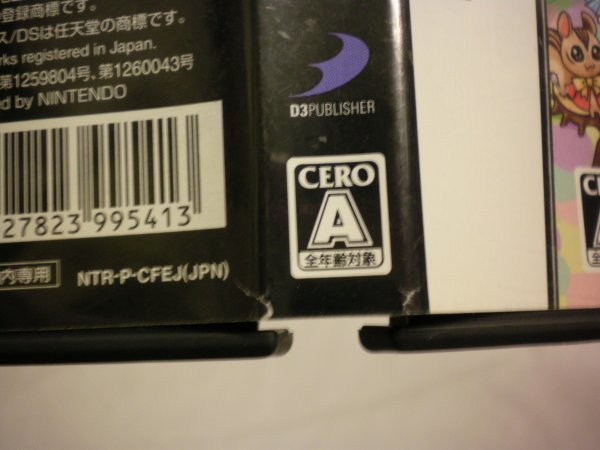 の登録商標です。
ス/DSは任天堂の商標です。
rks registered in Japan.
第1259804号、第1260043号
ed by NINTENDO
27823 995413
内専用
NTR-P-CFEJ(JPN)
D3PUBLISHER
CERO
A
全年齢対象